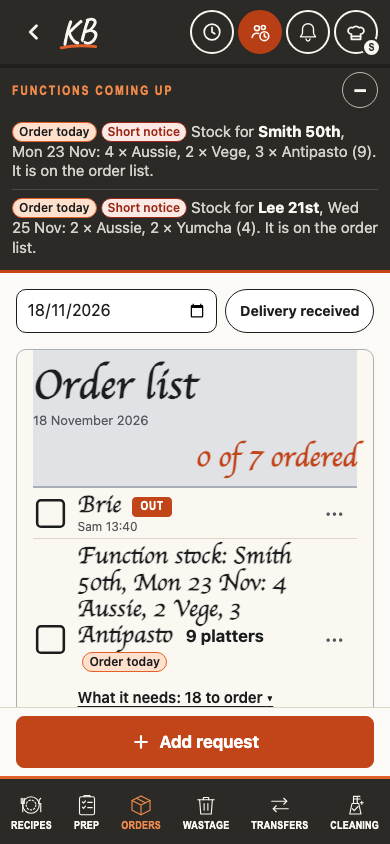 KB
S
FUNCTIONS COMING UP
Order today Short notice Stock for Smith 50th,
Mon 23 Nov: 4 × Aussie, 2 × Vege, 3 × Antipasto (9).
It is on the order list.
Order today Short notice Stock for Lee 21st, Wed
25 Nov: 2 × Aussie, 2 × Yumcha (4). It is on the order
list.
18/11/2026
Delivery received
Order list
18 November 2026
0 of 7 ordered
Brie OUT
Sam 13:40
Function stock: Smith
50th, Mon 23 Nov: 4
Aussie, 2 Vege, 3
Antipasto 9 platters
Order today
What it needs: 18 to order ▾
+ Add request
RECIPES PREP ORDERS WASTAGE TRANSFERS CLEANING